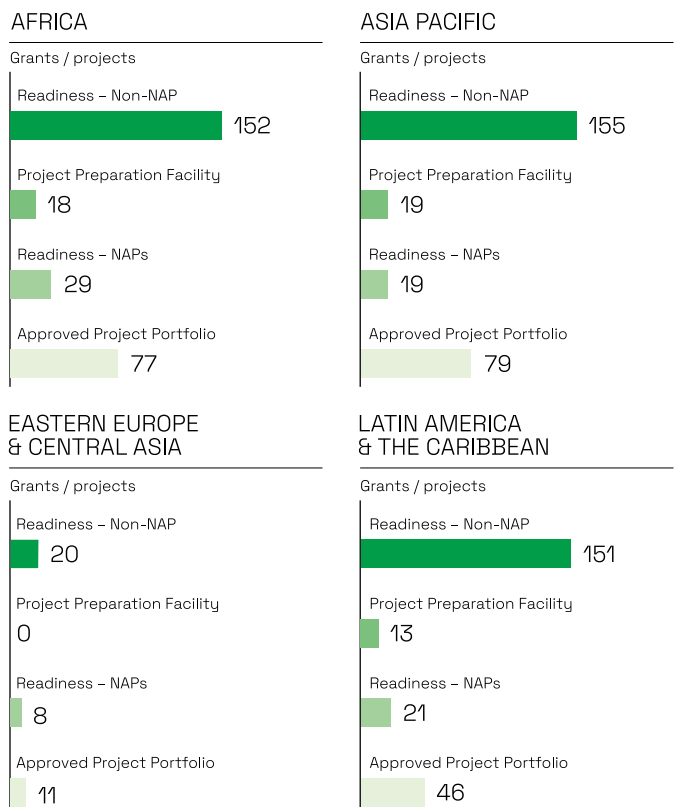 AFRICA
Grants / projects
Readiness – Non-NAP
152
Project Preparation Facility
18
Readiness – NAPs
29
Approved Project Portfolio
77
ASIA PACIFIC
Grants / projects
Readiness – Non-NAP
155
Project Preparation Facility
19
Readiness – NAPs
19
Approved Project Portfolio
79
EASTERN EUROPE
& CENTRAL ASIA
Grants / projects
Readiness – Non-NAP
20
Project Preparation Facility
0
Readiness – NAPs
8
Approved Project Portfolio
11
LATIN AMERICA
& THE CARIBBEAN
Grants / projects
Readiness – Non-NAP
151
Project Preparation Facility
13
Readiness – NAPs
21
Approved Project Portfolio
46